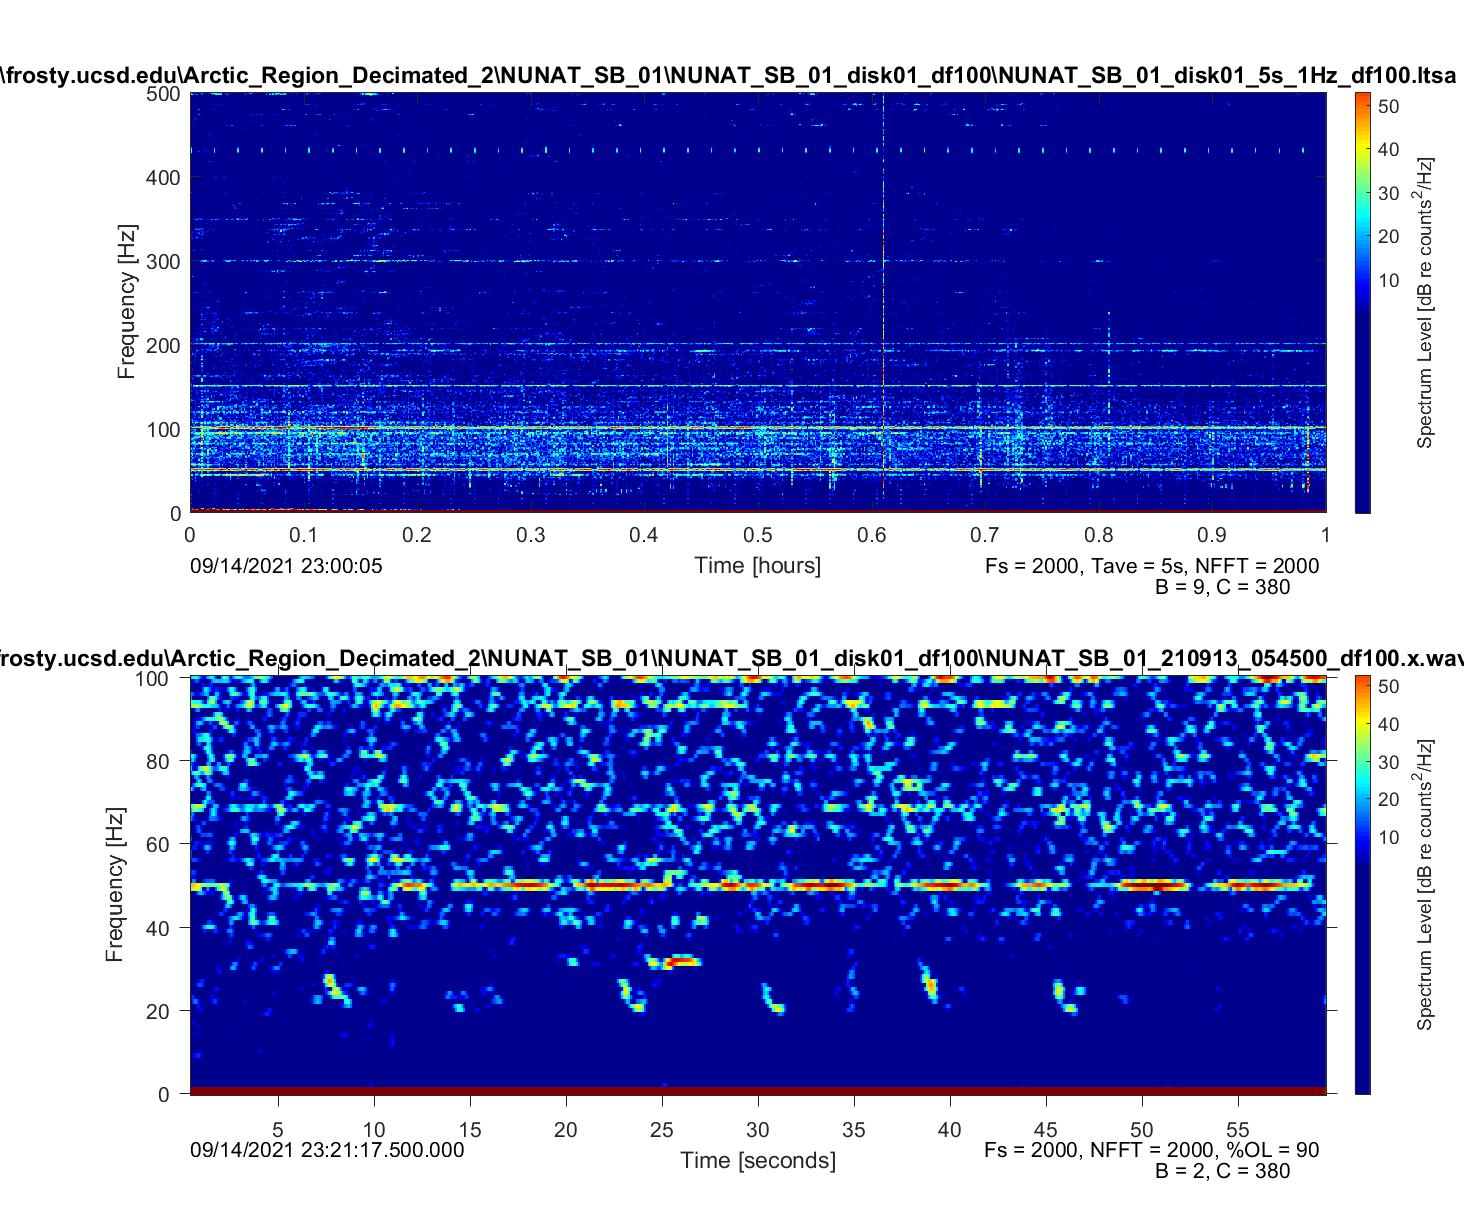 \frosty.ucsd.edu\Arctic_Region_Decimated_2\NUNAT_SB_01\NUNAT_SB_01_disk01_df100\NUNAT_SB_01_disk01_5s_1Hz_df100.ltsa
500
400
300
200
100
0
Frequency [Hz]
0 0.1 0.2 0.3 0.4 0.5 0.6 0.7 0.8 0.9 1
Time [hours]
09/14/2021 23:00:05
Fs = 2000, Tave = 5s, NFFT = 2000
B = 9, C = 380
50
40
30
20
10
Spectrum Level [dB re counts²/Hz]
frosty.ucsd.edu\Arctic_Region_Decimated_2\NUNAT_SB_01\NUNAT_SB_01_disk01_df100\NUNAT_SB_01_210913_054500_df100.x.wav
100
80
60
40
20
0
Frequency [Hz]
5 10 15 20 25 30 35 40 45 50 55
Time [seconds]
09/14/2021 23:21:17.500.000
Fs = 2000, NFFT = 2000, %OL = 90
B = 2, C = 380
50
40
30
20
10
Spectrum Level [dB re counts²/Hz]